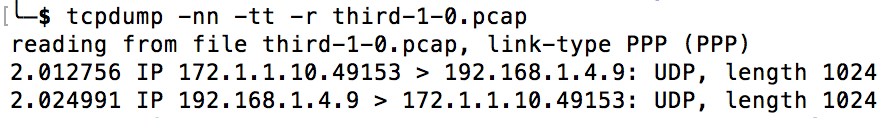 [╰─$ tcpdump -nn -tt -r third-1-0.pcap
reading from file third-1-0.pcap, link-type PPP (PPP)
2.012756 IP 172.1.1.10.49153 > 192.168.1.4.9: UDP, length 1024
2.024991 IP 192.168.1.4.9 > 172.1.1.10.49153: UDP, length 1024